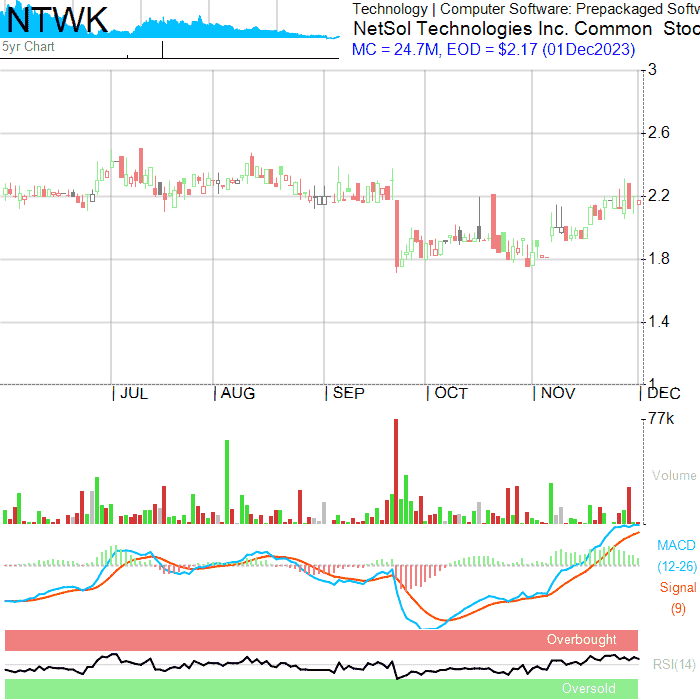 NTWK
5yr Chart
Technology | Computer Software: Prepackaged Softw
NetSol Technologies Inc. Common Stoc
MC = 24.7M, EOD = $2.17 (01Dec2023)
3
2.6
2.2
1.8
1.4
1
| JUL | AUG | SEP | OCT | NOV | DEC
77k
Volume
MACD
(12-26)
Signal
(9)
Overbought
RSI(14)
Oversold